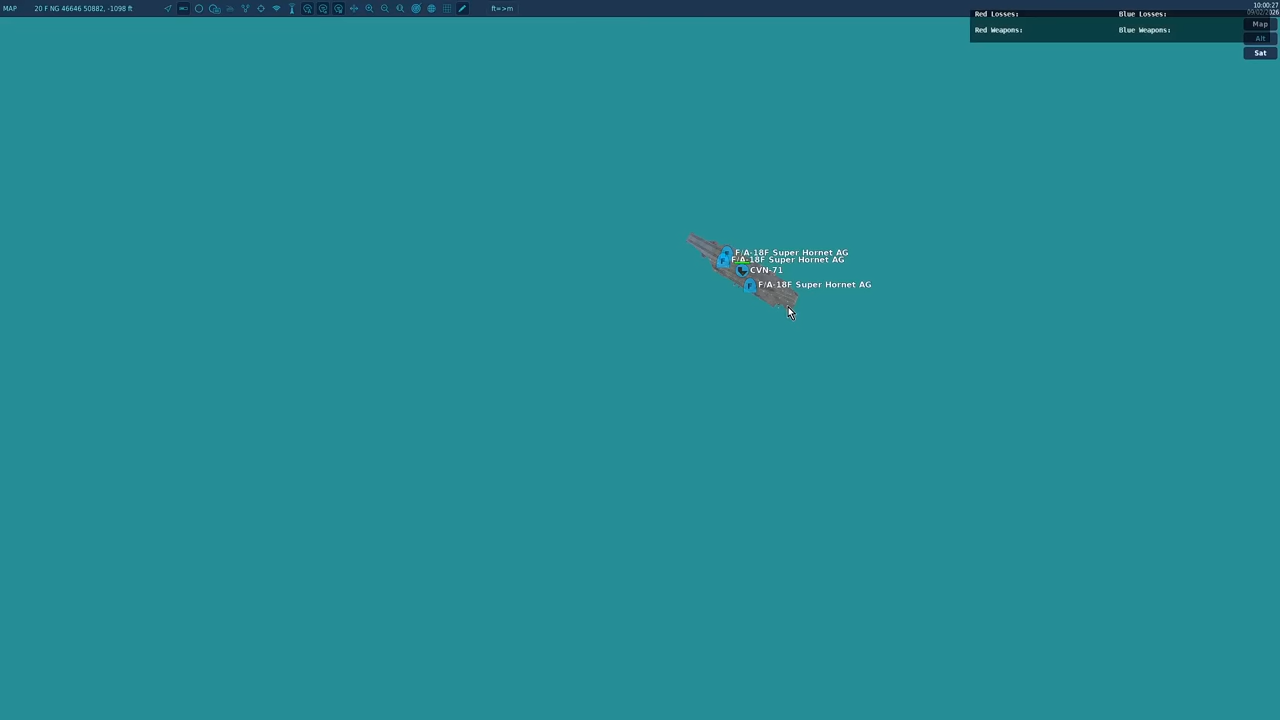 MAP 20 F NG 46646 50882, -1098 ft ft=>m 10:00:27
Red Losses: Blue Losses:
Red Weapons: Blue Weapons:
Map
Alt
Sat
F/A-18F Super Hornet AG
F F/A-18F Super Hornet AG
CVN-71
F F/A-18F Super Hornet AG